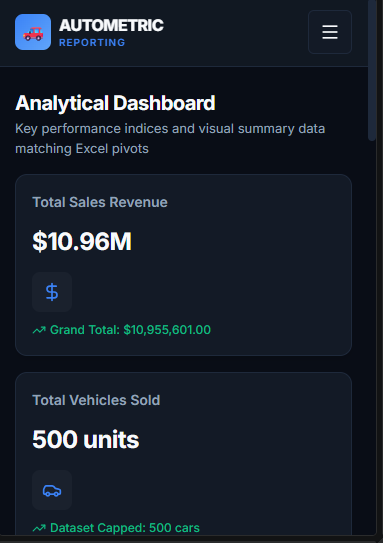 AUTOMETRIC
REPORTING
Analytical Dashboard
Key performance indices and visual summary data
matching Excel pivots
Total Sales Revenue
$10.96M
Grand Total: $10,955,601.00
Total Vehicles Sold
500 units
Dataset Capped: 500 cars